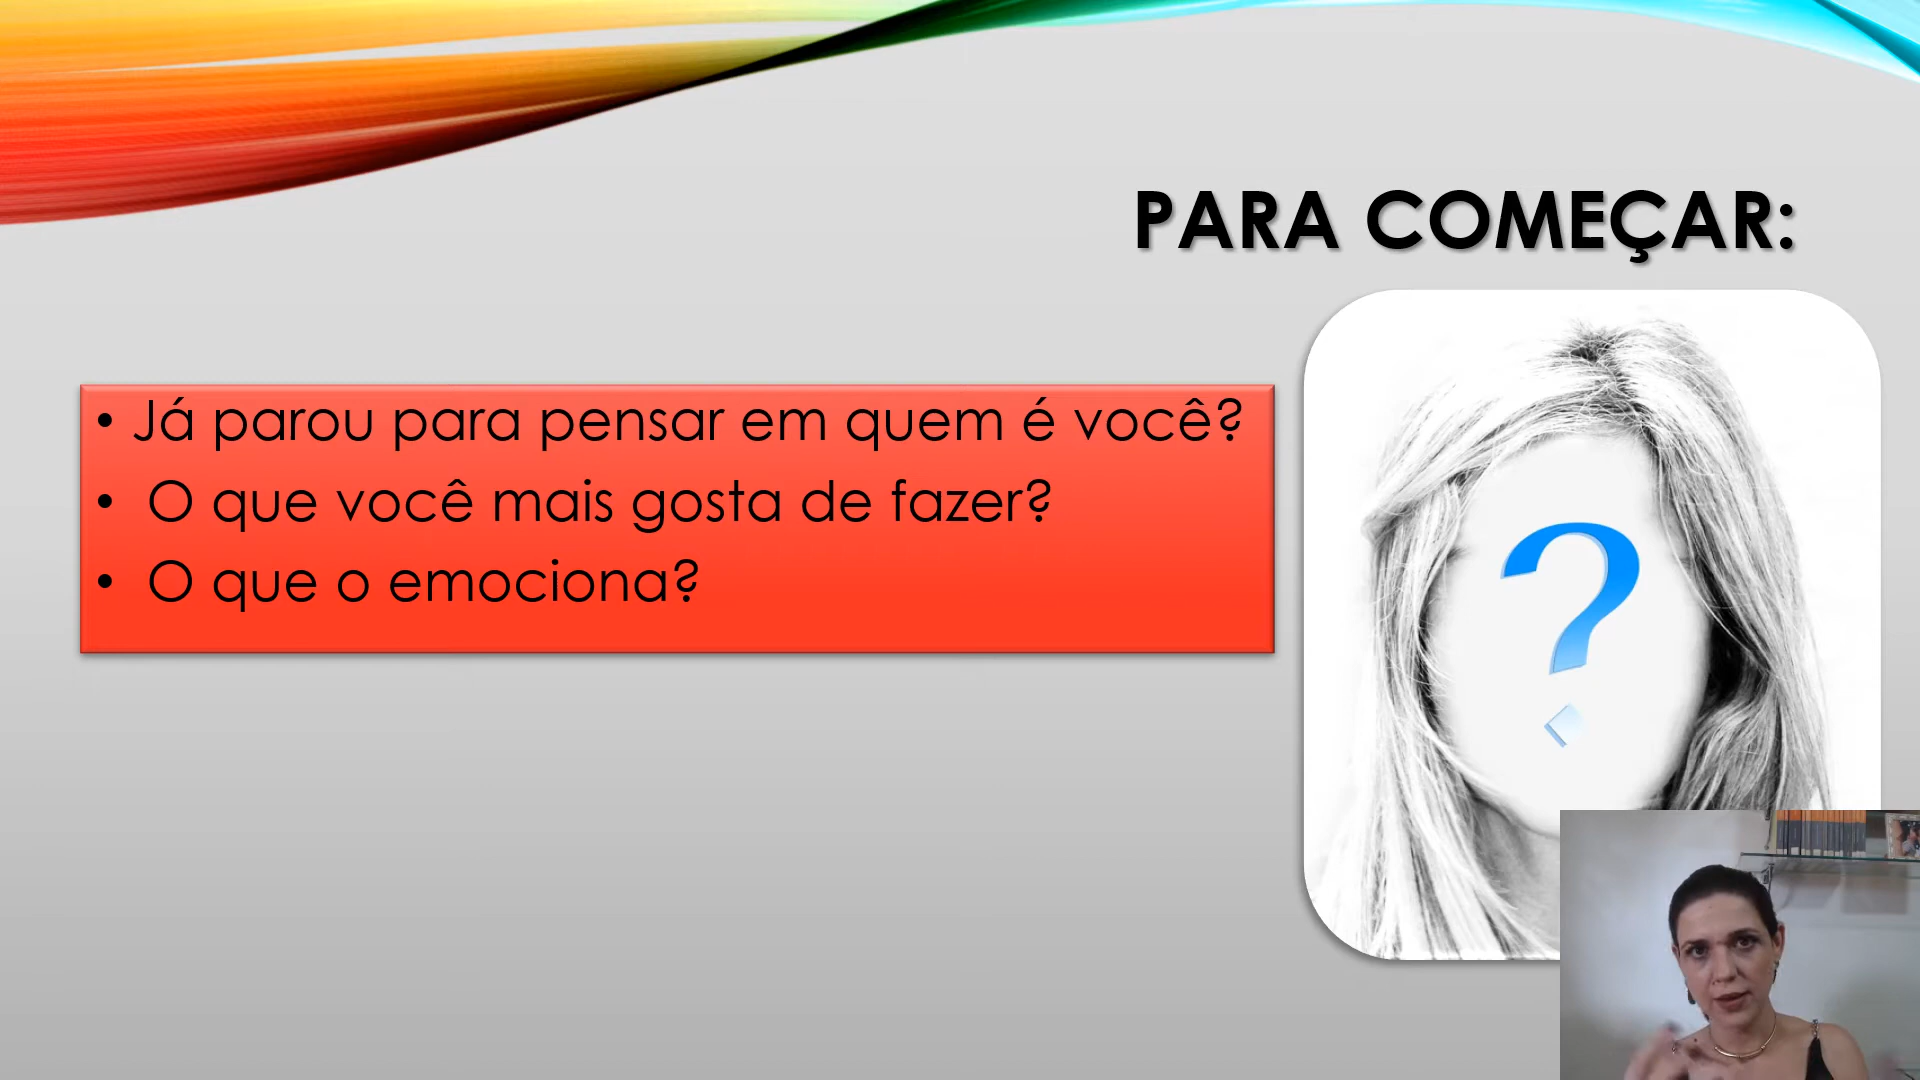 PARA COMEÇAR:
• Já parou para pensar em quem é você?
• O que você mais gosta de fazer?
• O que o emociona?
?